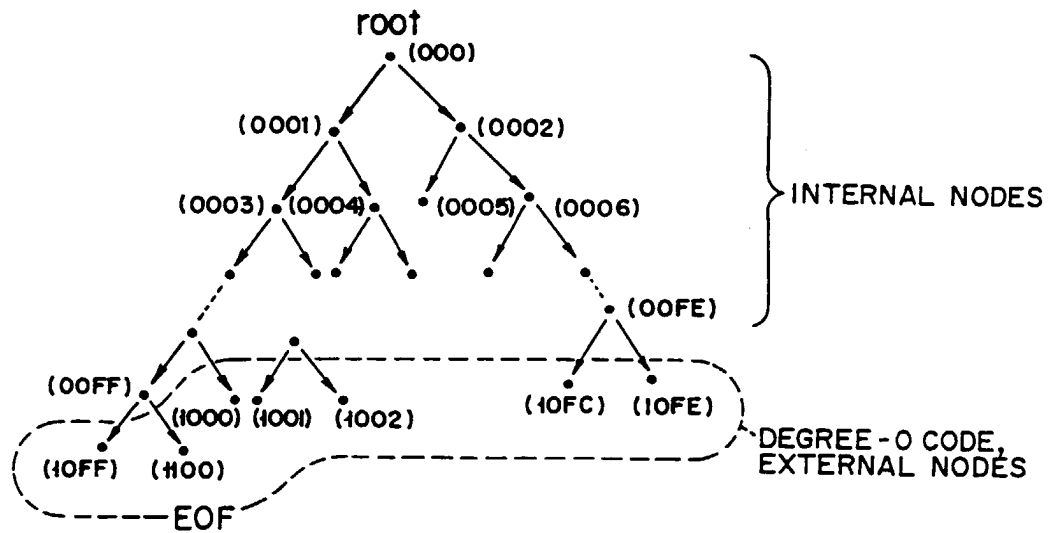 root
(000)
(0001)
(0002)
(0003)
(0004)
(0005)
(0006)
INTERNAL NODES
(00FE)
(00FF)
(1000)
(1001)
(1002)
(10FC)
(10FE)
(10FF)
(1100)
DEGREE-0 CODE,
EXTERNAL NODES
EOF